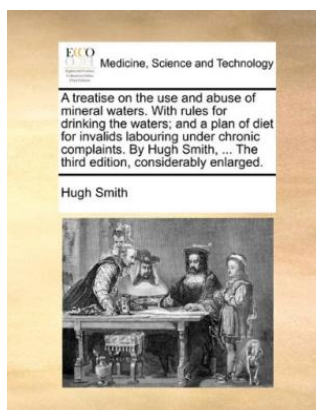 ECCO
Medicine, Science and Technology
A treatise on the use and abuse of
mineral waters. With rules for
drinking the waters; and a plan of diet
for invalids labouring under chronic
complaints. By Hugh Smith, ... The
third edition, considerably enlarged.
Hugh Smith